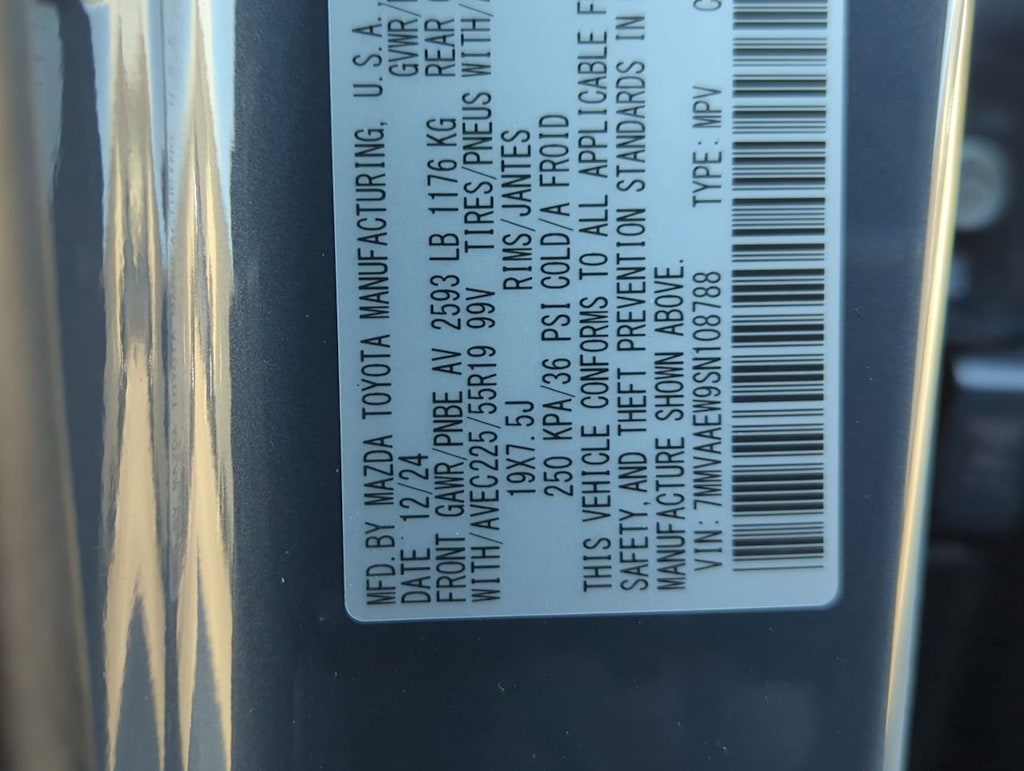 MFD. BY MAZDA TOYOTA MANUFACTURING, U.S.A.
DATE 12/24 GVWR/
FRONT GAWR/PNBE AV 2593 LB 1176 KG REAR
WITH/AVEC225/55R19 99V TIRES/PNEUS WITH/
19X7.5J RIMS/JANTES
250 KPA/36 PSI COLD/A FROID
THIS VEHICLE CONFORMS TO ALL APPLICABLE F
SAFETY, AND THEFT PREVENTION STANDARDS IN
MANUFACTURE SHOWN ABOVE.
VIN: 7MMVAAEW9SN108788 TYPE: MPV C